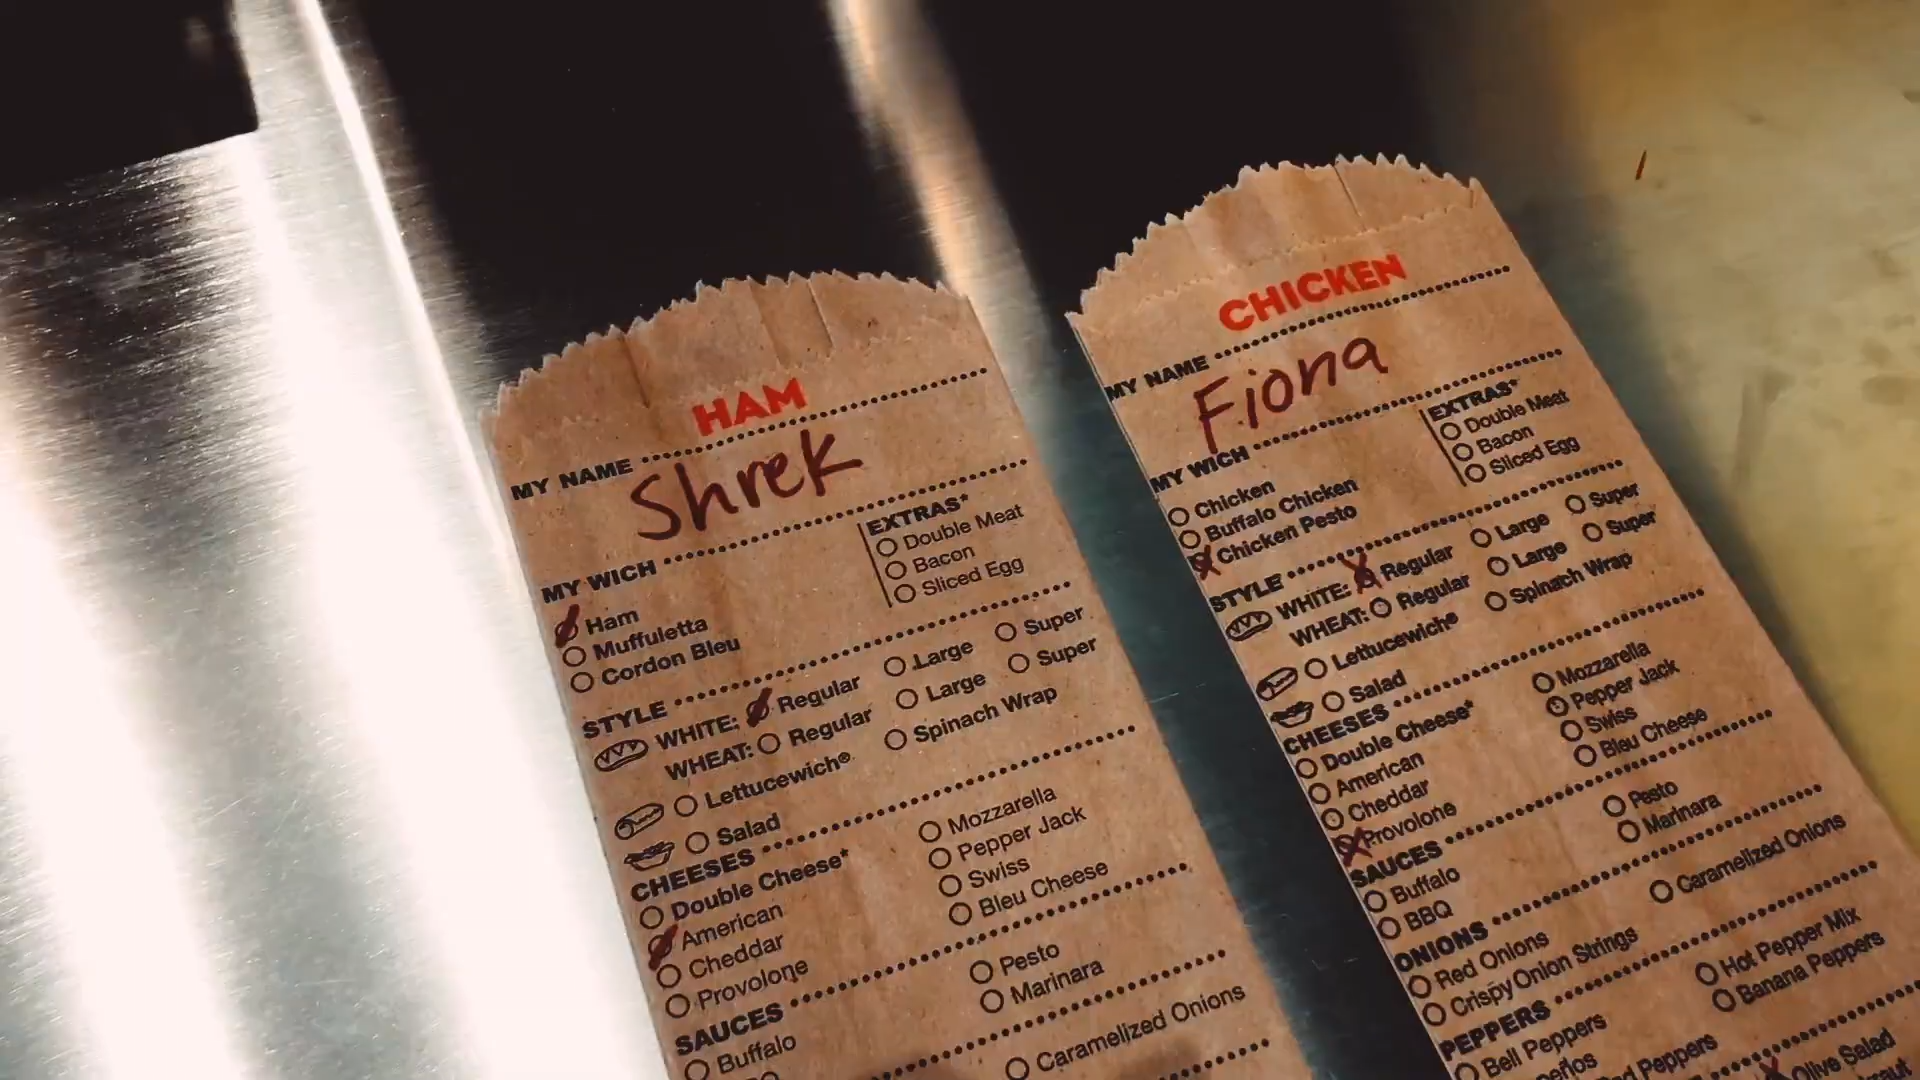 HAM
MY NAME
Shrek
MY WICH
EXTRAS*
Double Meat
Bacon
Sliced Egg
Ham
Muffuletta
Cordon Bleu
STYLE
WHITE: Regular Large Super
WHEAT: Regular Large Super
Lettucewich® Spinach Wrap
Salad
CHEESES
Double Cheese* Mozzarella
American Pepper Jack
Cheddar Swiss
Provolone Bleu Cheese
SAUCES
Buffalo Pesto
Marinara
Caramelized Onions
CHICKEN
MY NAME
Fiona
MY WICH
EXTRAS*
Double Meat
Bacon
Sliced Egg
Chicken
Buffalo Chicken
Chicken Pesto
STYLE
WHITE: Regular Large Super
WHEAT: Regular Large Super
Lettucewich® Spinach Wrap
Salad
CHEESES
Double Cheese* Mozzarella
American Pepper Jack
Cheddar Swiss
Provolone Bleu Cheese
SAUCES
Buffalo Pesto
BBQ Marinara
ONIONS
Red Onions Caramelized Onions
Crispy Onion Strings
PEPPERS
Bell Peppers Hot Pepper Mix
Banana Peppers
Peppers
Olive Salad